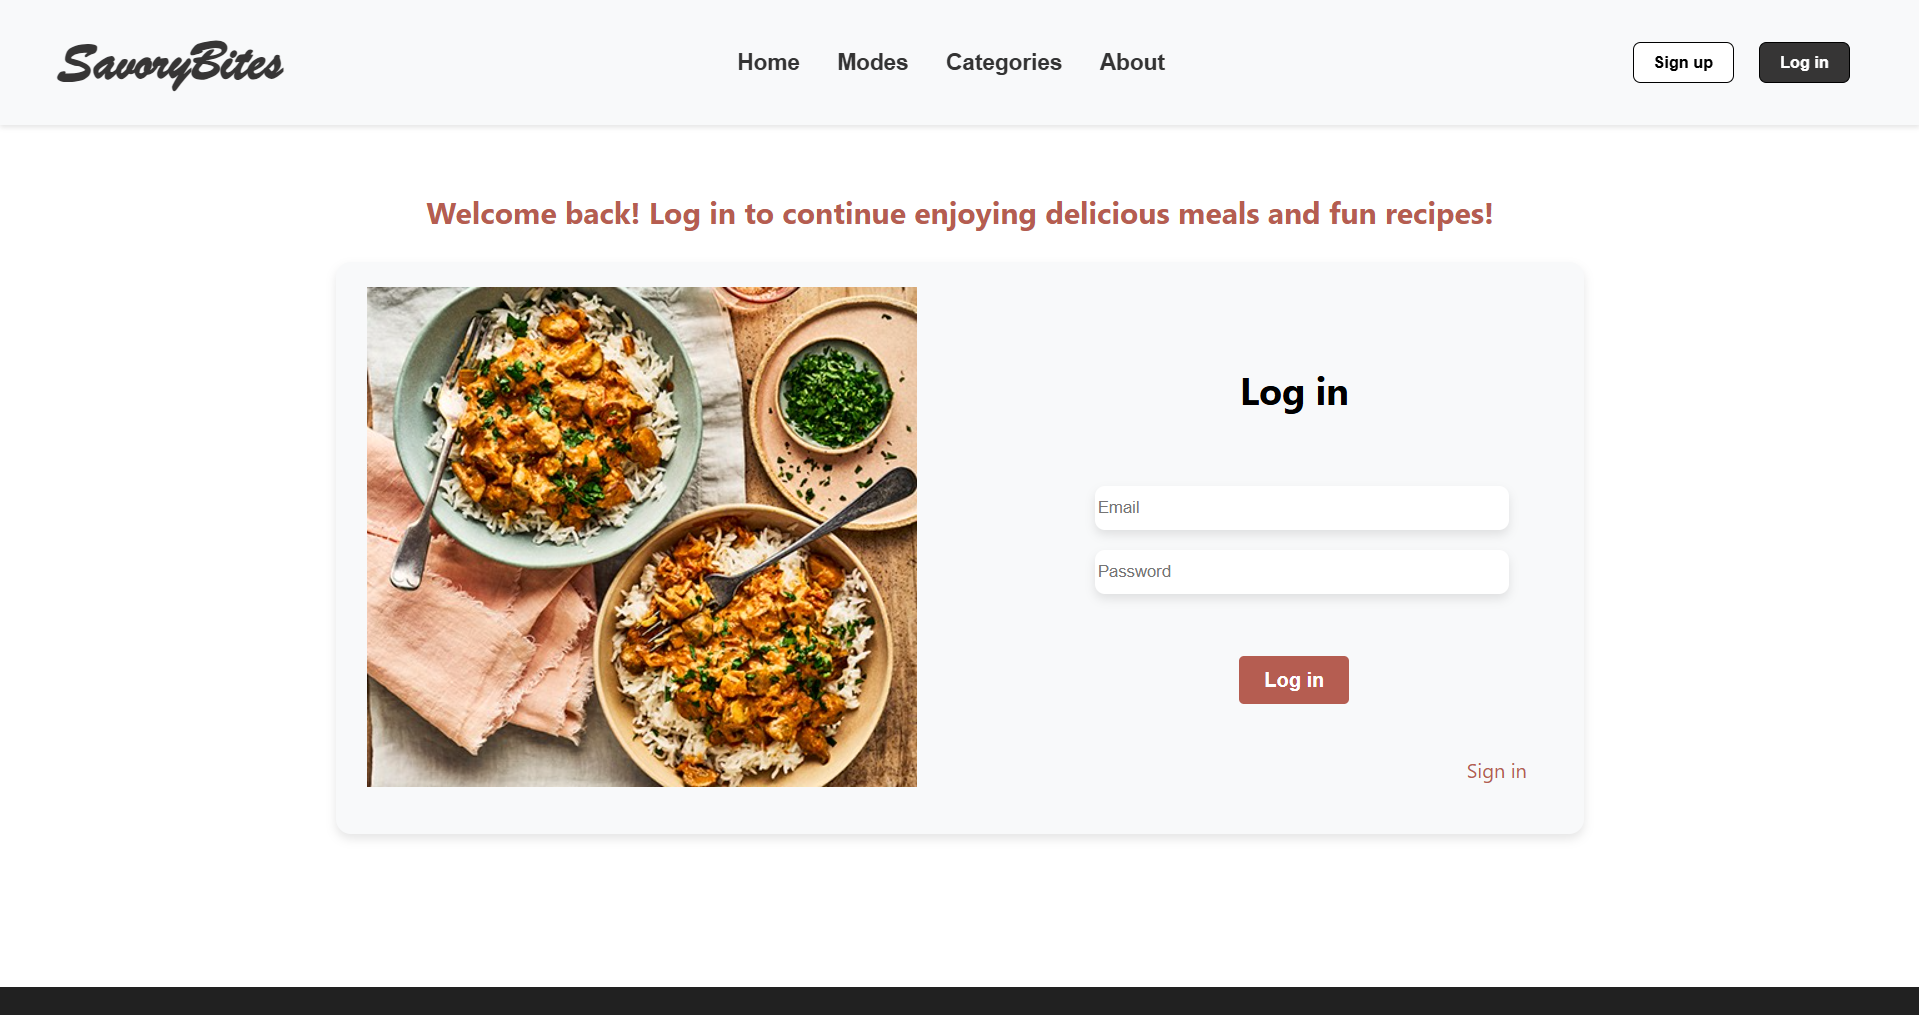 SavoryBites
Home Modes Categories About
Sign up Log in
Welcome back! Log in to continue enjoying delicious meals and fun recipes!
Log in
Email
Password
Log in
Sign in